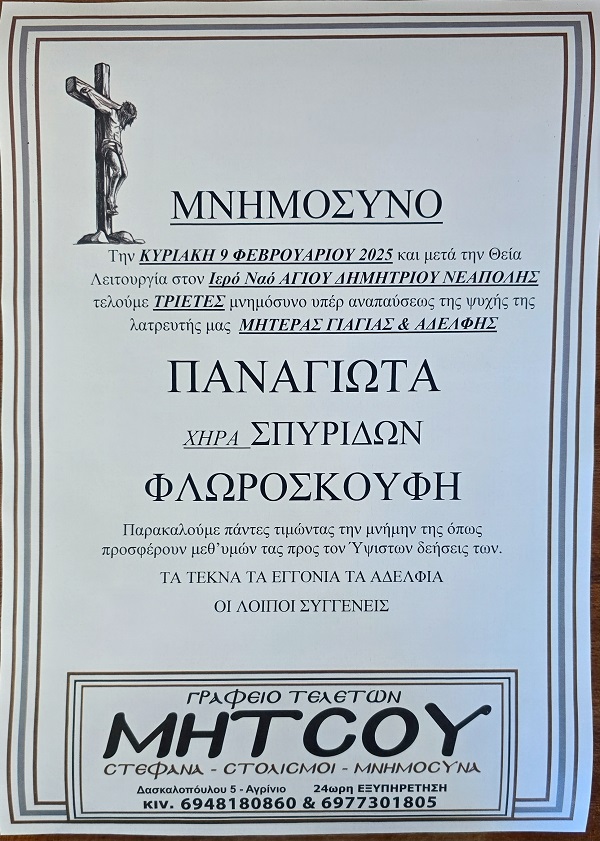 ΜΝΗΜΟΣΥΝΟ
Την ΚΥΡΙΑΚΗ 9 ΦΕΒΡΟΥΑΡΙΟΥ 2025 και μετά την Θεία
Λειτουργία στον Ιερό Ναό ΑΓΙΟΥ ΔΗΜΗΤΡΙΟΥ ΝΕΑΠΟΛΗΣ
τελούμε ΤΡΙΕΤΕΣ μνημόσυνο υπέρ αναπαύσεως της ψυχής της
λατρευτής μας ΜΗΤΕΡΑΣ ΓΙΑΓΙΑΣ & ΑΔΕΛΦΗΣ
ΠΑΝΑΓΙΩΤΑ
ΧΗΡΑ ΣΠΥΡΙΔΩΝ
ΦΛΩΡΟΣΚΟΥΦΗ
Παρακαλούμε πάντες τιμώντας την μνήμην της όπως
προσφέρουν μεθ’υμών τας προς τον Ύψιστων δεήσεις των.
ΤΑ ΤΕΚΝΑ ΤΑ ΕΓΓΟΝΙΑ ΤΑ ΑΔΕΛΦΙΑ
ΟΙ ΛΟΙΠΟΙ ΣΥΓΓΕΝΕΙΣ
ΓΡΑΦΕΙΟ ΤΕΛΕΤΩΝ
ΜΗΤΣΟΥ
ΣΤΕΦΑΝΑ - ΣΤΟΛΙΣΜΟΙ - ΜΝΗΜΟΣΥΝΑ
Δασκαλοπούλου 5 - Αγρίνιο 24ωρη ΕΞΥΠΗΡΕΤΗΣΗ
ΚΙΝ. 6948180860 & 6977301805